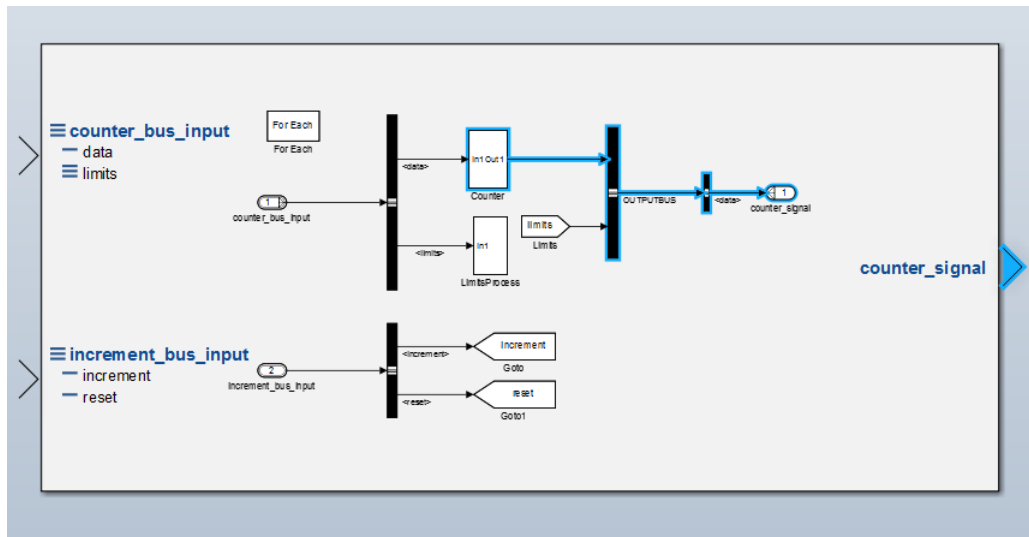 counter_bus_input
data
limits
For Each
For Each
1
counter_bus_input
<data>
In1 Out1
Counter
<limits>
In1
LimitsProcess
limits
Limits
OUTPUTBUS
<data>
1
counter_signal
counter_signal
increment_bus_input
increment
reset
2
increment_bus_input
<increment>
increment
Goto
<reset>
reset
Goto1